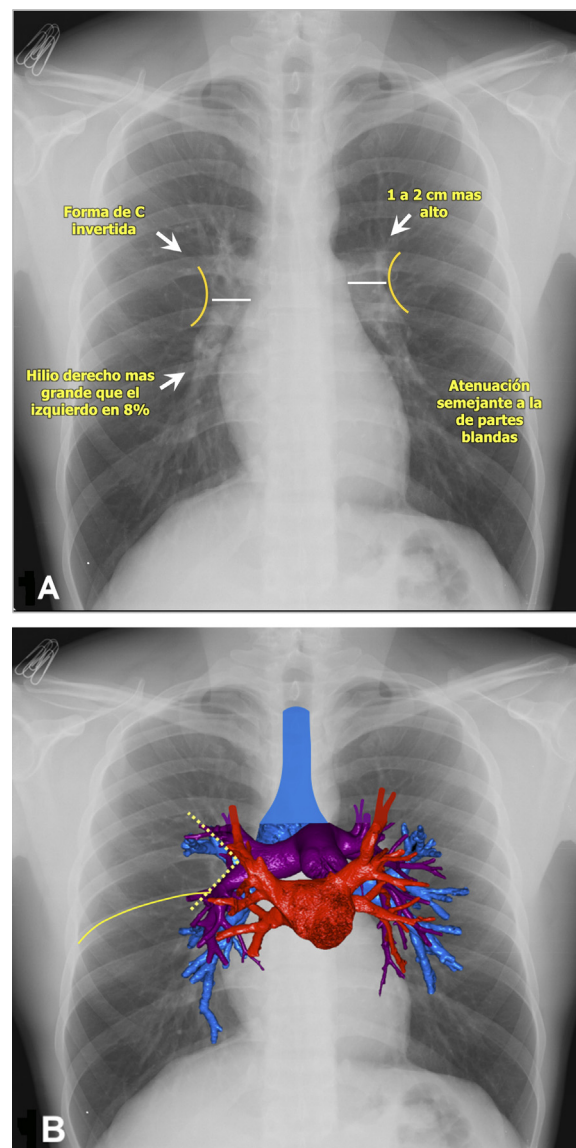 Forma de C
invertida
1 a 2 cm mas
alto
Hilio derecho mas
grande que el
izquierdo en 8%
Atenuación
semejante a la
de partes
blandas
A
B